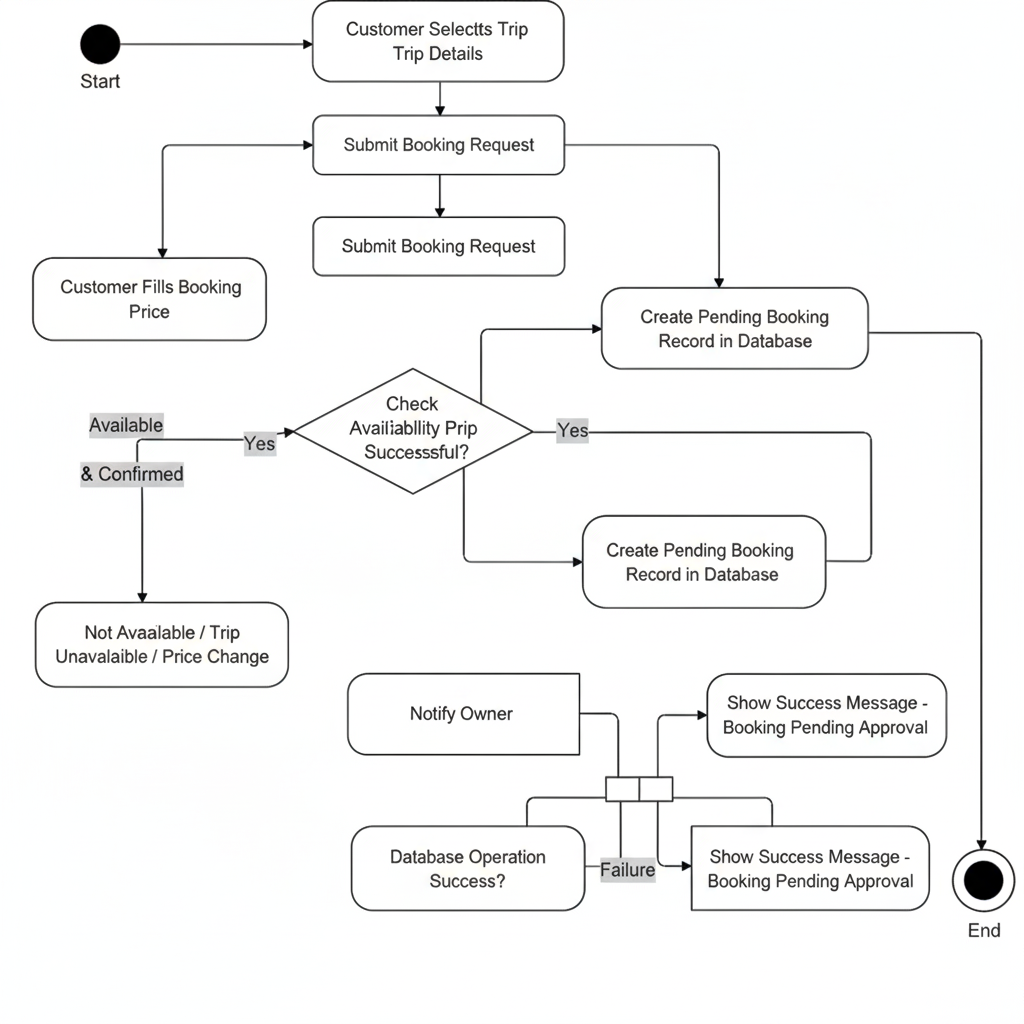 Customer Selectts Trip
Trip Details
Start
Submit Booking Request
Submit Booking Request
Customer Fills Booking
Price
Create Pending Booking
Record in Database
Check
Availiabllity Prip
Successsful?
Available
Yes
Yes
& Confirmed
Create Pending Booking
Record in Database
Not Avaalable / Trip
Unavalaible / Price Change
Notify Owner
Show Success Message -
Booking Pending Approval
Database Operation
Success?
Failure
Show Success Message -
Booking Pending Approval
End